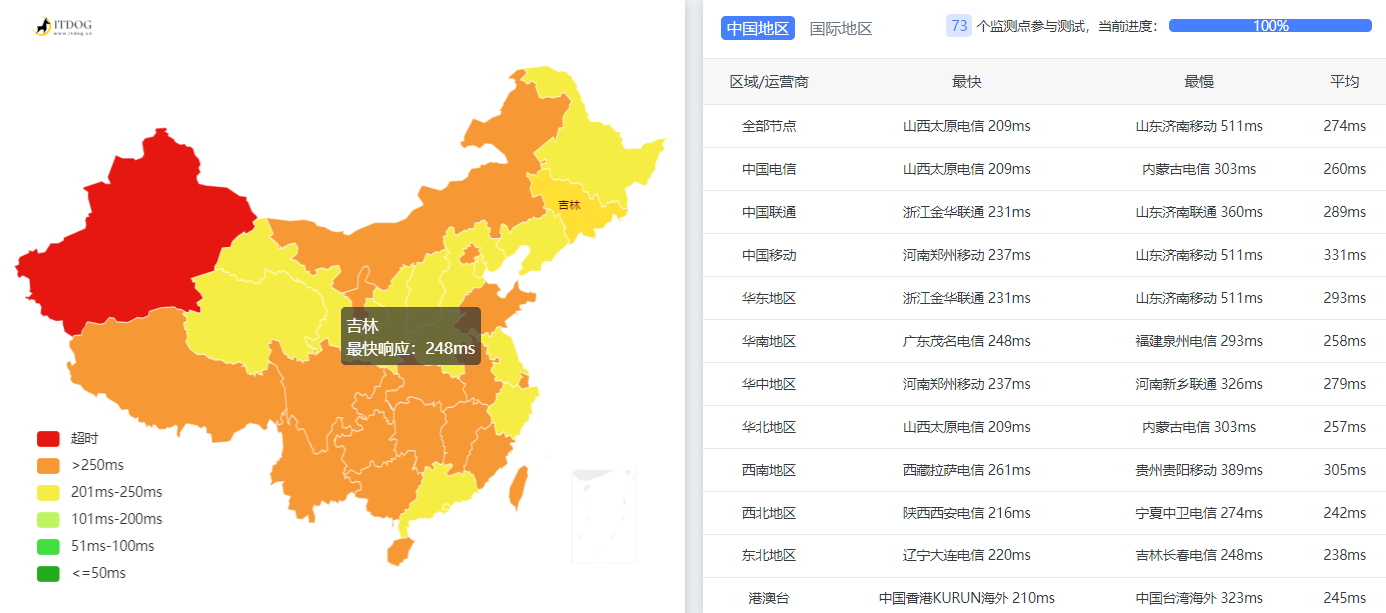 ITDOG
www.itdog.cn
吉林
吉林
最快响应：248ms
超时
>250ms
201ms-250ms
101ms-200ms
51ms-100ms
<=50ms
中国地区 国际地区 73 个监测点参与测试，当前进度： 100%
区域/运营商 最快 最慢 平均
全部节点 山西太原电信 209ms 山东济南移动 511ms 274ms
中国电信 山西太原电信 209ms 内蒙古电信 303ms 260ms
中国联通 浙江金华联通 231ms 山东济南联通 360ms 289ms
中国移动 河南郑州移动 237ms 山东济南移动 511ms 331ms
华东地区 浙江金华联通 231ms 山东济南移动 511ms 293ms
华南地区 广东茂名电信 248ms 福建泉州电信 293ms 258ms
华中地区 河南郑州移动 237ms 河南新乡联通 326ms 279ms
华北地区 山西太原电信 209ms 内蒙古电信 303ms 257ms
西南地区 西藏拉萨电信 261ms 贵州贵阳移动 389ms 305ms
西北地区 陕西西安电信 216ms 宁夏中卫电信 274ms 242ms
东北地区 辽宁大连电信 220ms 吉林长春电信 248ms 238ms
港澳台 中国香港KURUN海外 210ms 中国台湾海外 323ms 245ms